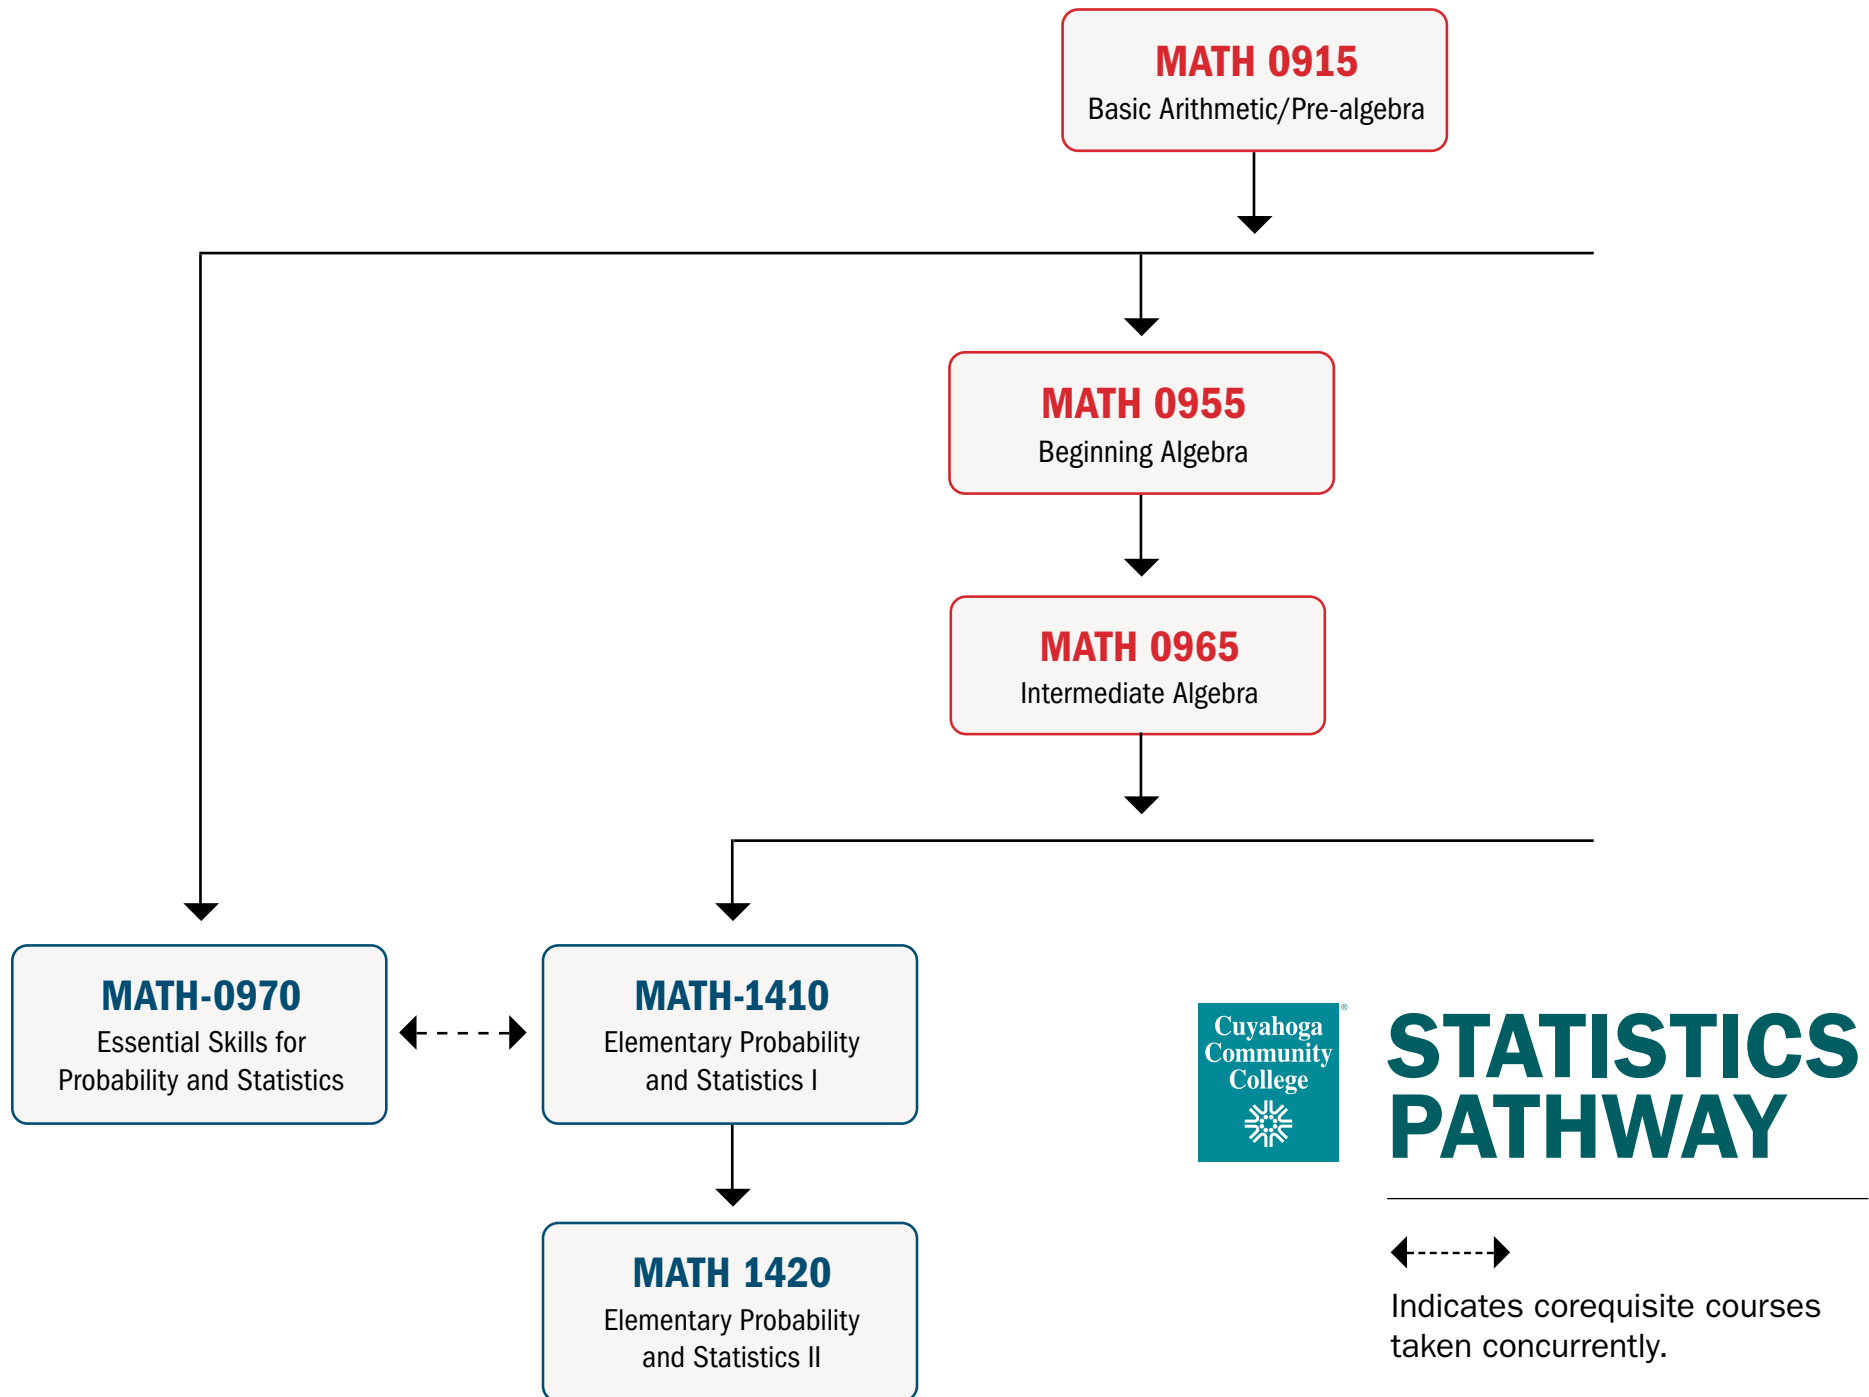 MATH 0915
Basic Arithmetic/Pre-algebra
MATH 0955
Beginning Algebra
MATH 0965
Intermediate Algebra
MATH-0970
Essential Skills for
Probability and Statistics
MATH-1410
Elementary Probability
and Statistics I
MATH 1420
Elementary Probability
and Statistics II
Cuyahoga
Community
College
®
STATISTICS
PATHWAY
Indicates corequisite courses
taken concurrently.